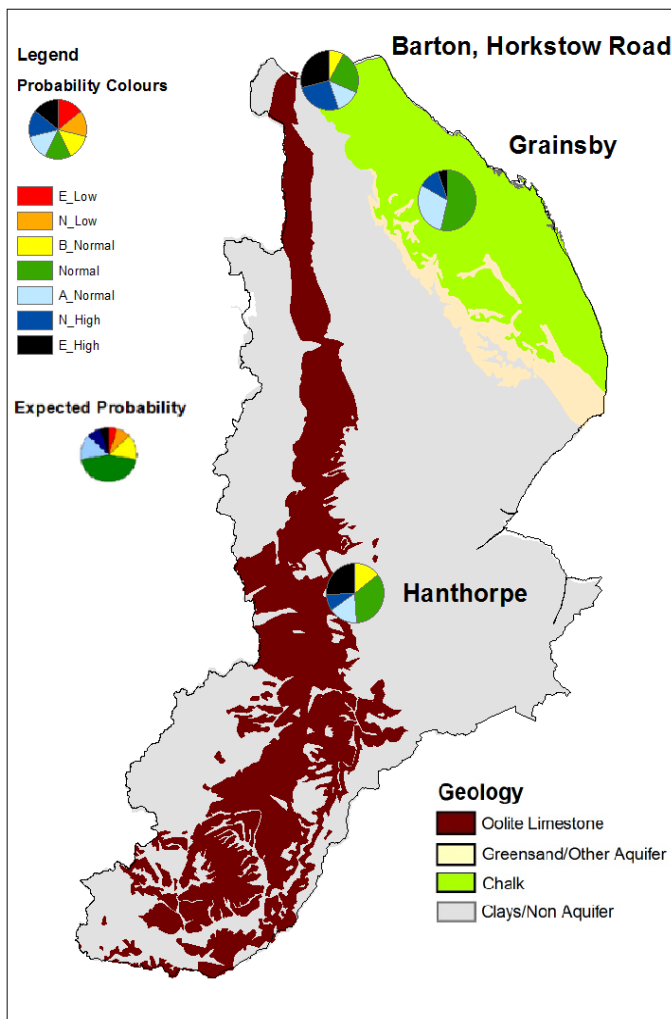 Barton, Horkstow Road
Legend
Probability Colours
Grainsby
E_Low
N_Low
B_Normal
Normal
A_Normal
N_High
E_High
Expected Probability
Hanthorpe
Geology
Oolite Limestone
Greensand/Other Aquifer
Chalk
Clays/Non Aquifer